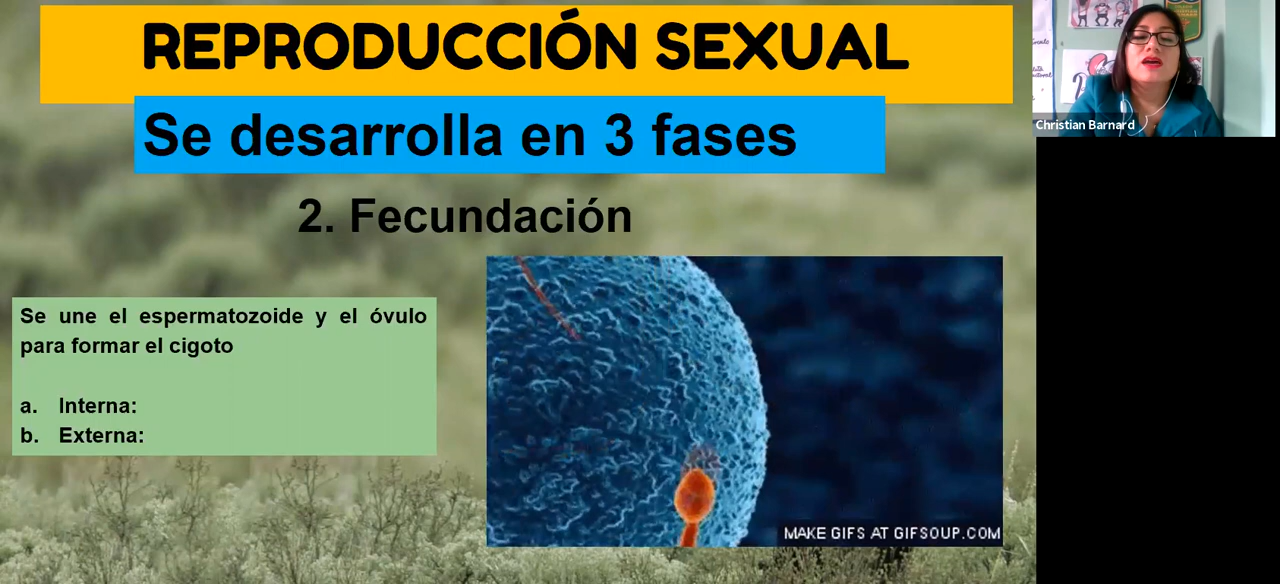 REPRODUCCIÓN SEXUAL
Se desarrolla en 3 fases
2. Fecundación
Se une el espermatozoide y el óvulo
para formar el cigoto
a. Interna:
b. Externa:
MAKE GIFS AT GIFSOUP.COM
Christian Barnard